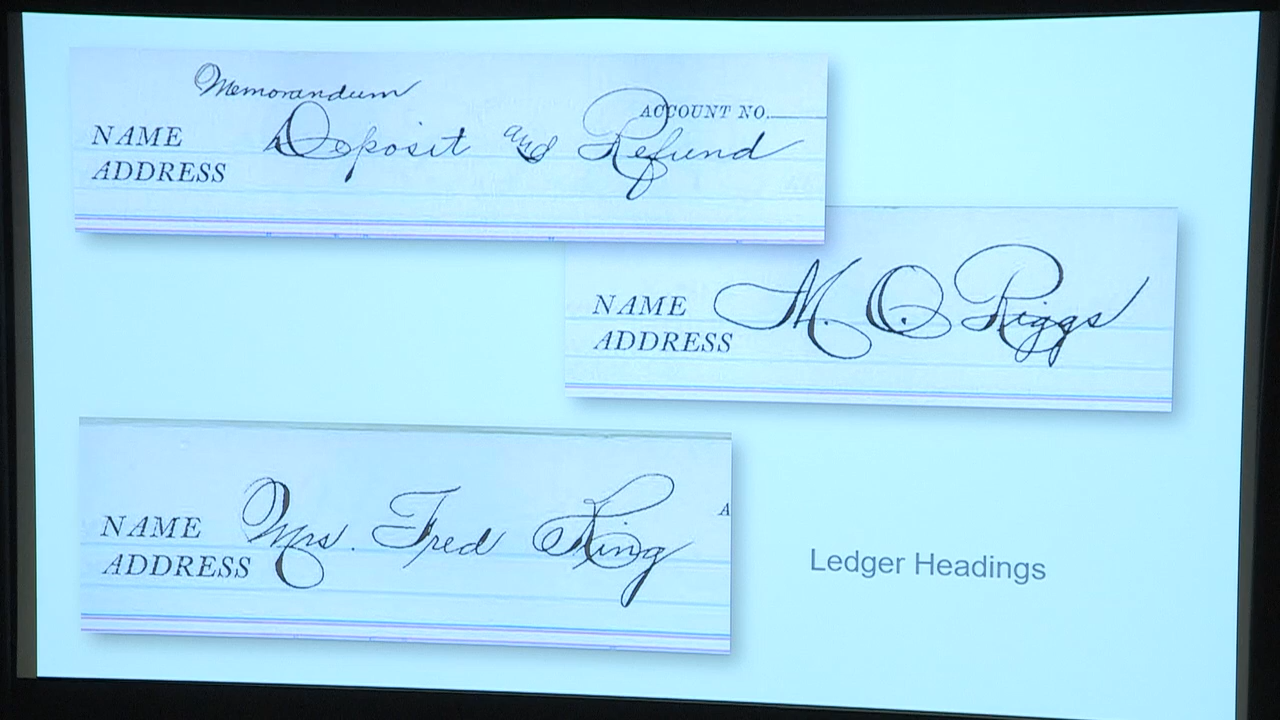 Memorandum
ACCOUNT NO.
NAME Deposit and Refund
ADDRESS
NAME M. O. Riggs
ADDRESS
NAME Mrs. Fred King
A
ADDRESS
Ledger Headings